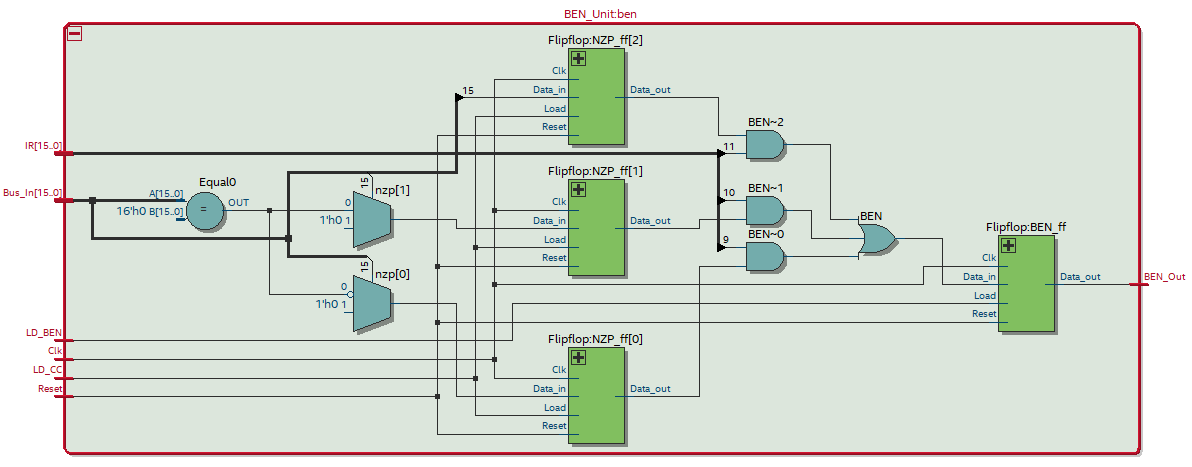 BEN_Unit:ben
Flipflop:NZP_ff[2]
Clk
Data_in
Load
Reset
Data_out
15
IR[15..0]
Bus_In[15..0]
Equal0
A[15..0]
16'h0 B[15..0]
=
OUT
15
nzp[1]
0
1'h0 1
15
nzp[0]
0
1'h0 1
Flipflop:NZP_ff[1]
Clk
Data_in
Load
Reset
Data_out
11
BEN~2
10
BEN~1
9
BEN~0
BEN
Flipflop:BEN_ff
Clk
Data_in
Load
Reset
Data_out
BEN_Out
LD_BEN
Clk
LD_CC
Reset
Flipflop:NZP_ff[0]
Clk
Data_in
Load
Reset
Data_out